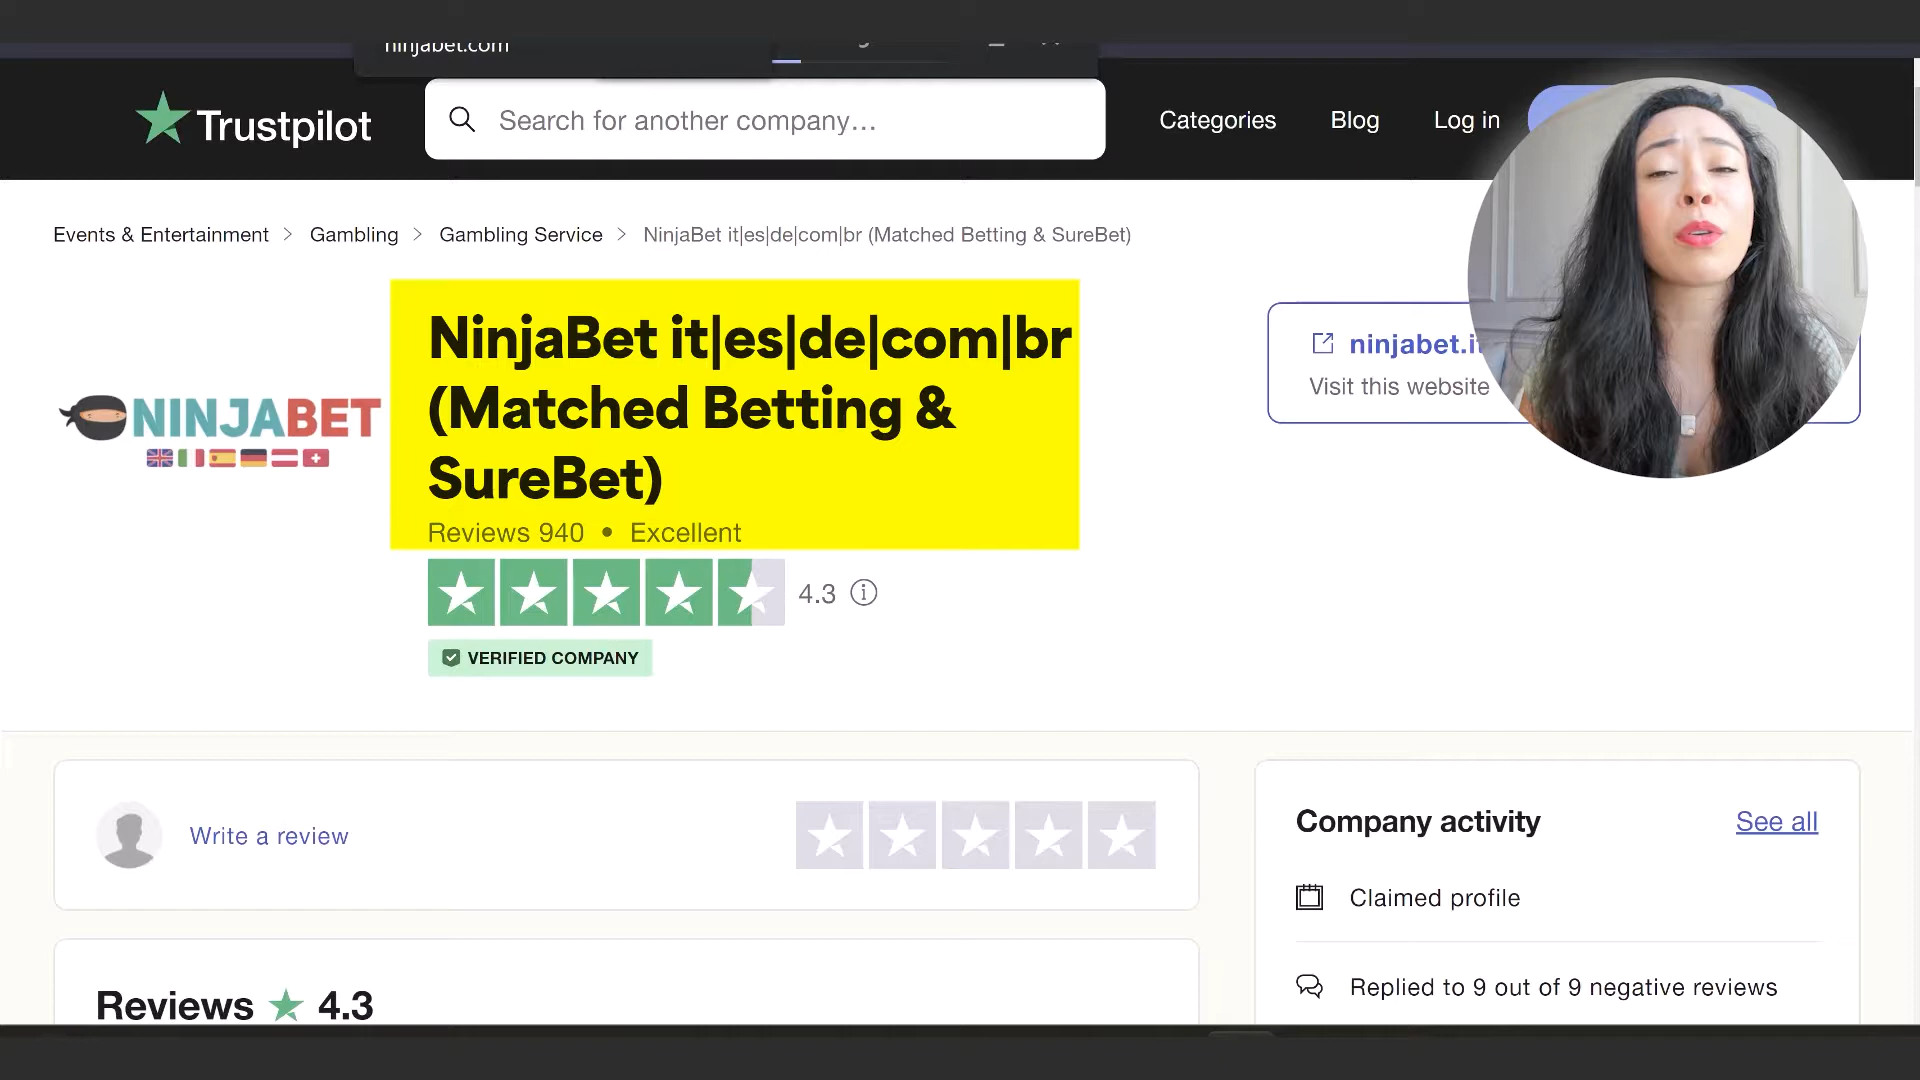 ninjabet.com
Trustpilot
Search for another company...
Categories
Blog
Log in
Events & Entertainment > Gambling > Gambling Service > NinjaBet it|es|de|com|br (Matched Betting & SureBet)
NINJABET
NinjaBet it|es|de|com|br
(Matched Betting &
SureBet)
Reviews 940 • Excellent
4.3
VERIFIED COMPANY
Visit this website
Write a review
Company activity
See all
Claimed profile
Replied to 9 out of 9 negative reviews
Reviews ★ 4.3